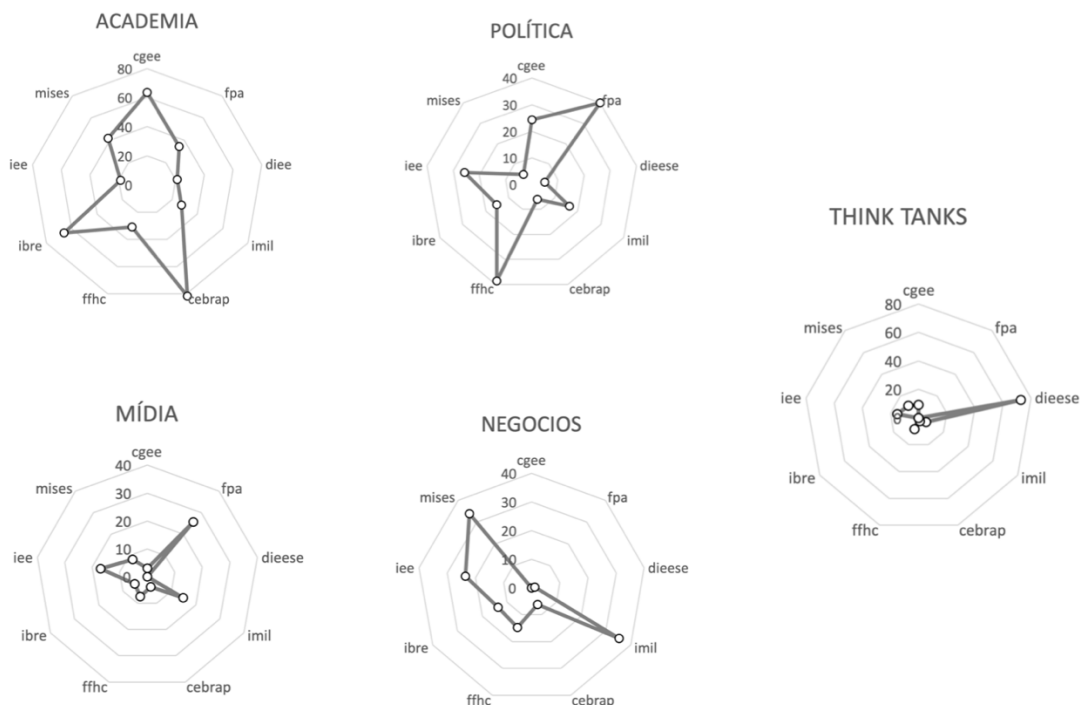 ACADEMIA
cgee
80
fpa
60
mises
40
20
iee
0
diee
ibre
imil
ffhc
cebrap
POLÍTICA
cgee
40
fpa
30
mises
20
10
iee
0
dieese
ibre
imil
ffhc
cebrap
THINK TANKS
cgee
80
fpa
60
mises
40
20
iee
0
dieese
ibre
imil
ffhc
cebrap
MÍDIA
cgee
40
fpa
30
mises
20
10
iee
0
dieese
ibre
imil
ffhc
cebrap
NEGOCIOS
cgee
40
fpa
30
mises
20
10
iee
0
dieese
ibre
imil
ffhc
cebrap